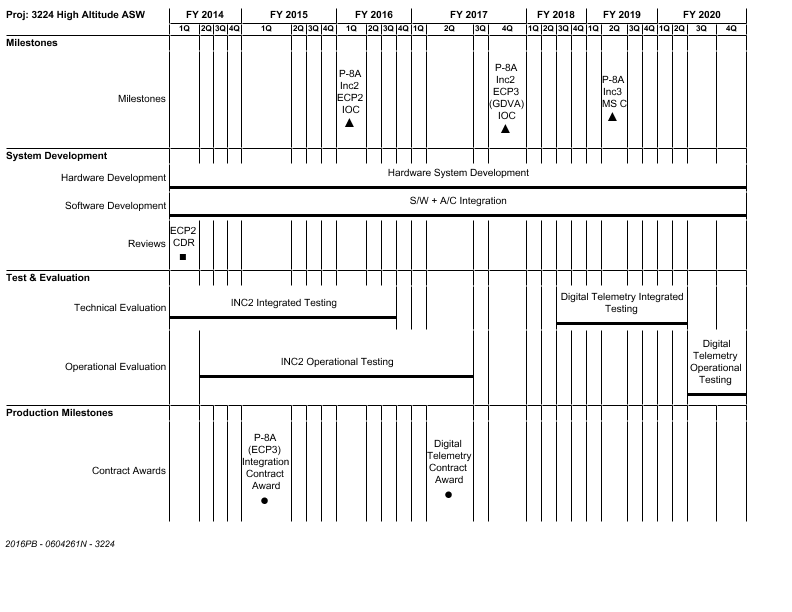 Proj: 3224 High Altitude ASW
FY 2014 FY 2015 FY 2016 FY 2017 FY 2018 FY 2019 FY 2020
1Q 2Q 3Q 4Q 1Q 2Q 3Q 4Q 1Q 2Q 3Q 4Q 1Q 2Q 3Q 4Q 1Q 2Q 3Q 4Q 1Q 2Q 3Q 4Q 1Q 2Q 3Q 4Q
Milestones
Milestones
P-8A
Inc2
ECP2
IOC
P-8A
Inc2
ECP3
(GDVA)
IOC
P-8A
Inc3
MS C
System Development
Hardware Development
Hardware System Development
Software Development
S/W + A/C Integration
Reviews
ECP2
CDR
Test & Evaluation
Technical Evaluation
INC2 Integrated Testing
Digital Telemetry Integrated
Testing
Operational Evaluation
INC2 Operational Testing
Digital
Telemetry
Operational
Testing
Production Milestones
Contract Awards
P-8A
(ECP3)
Integration
Contract
Award
Digital
Telemetry
Contract
Award
2016PB - 0604261N - 3224